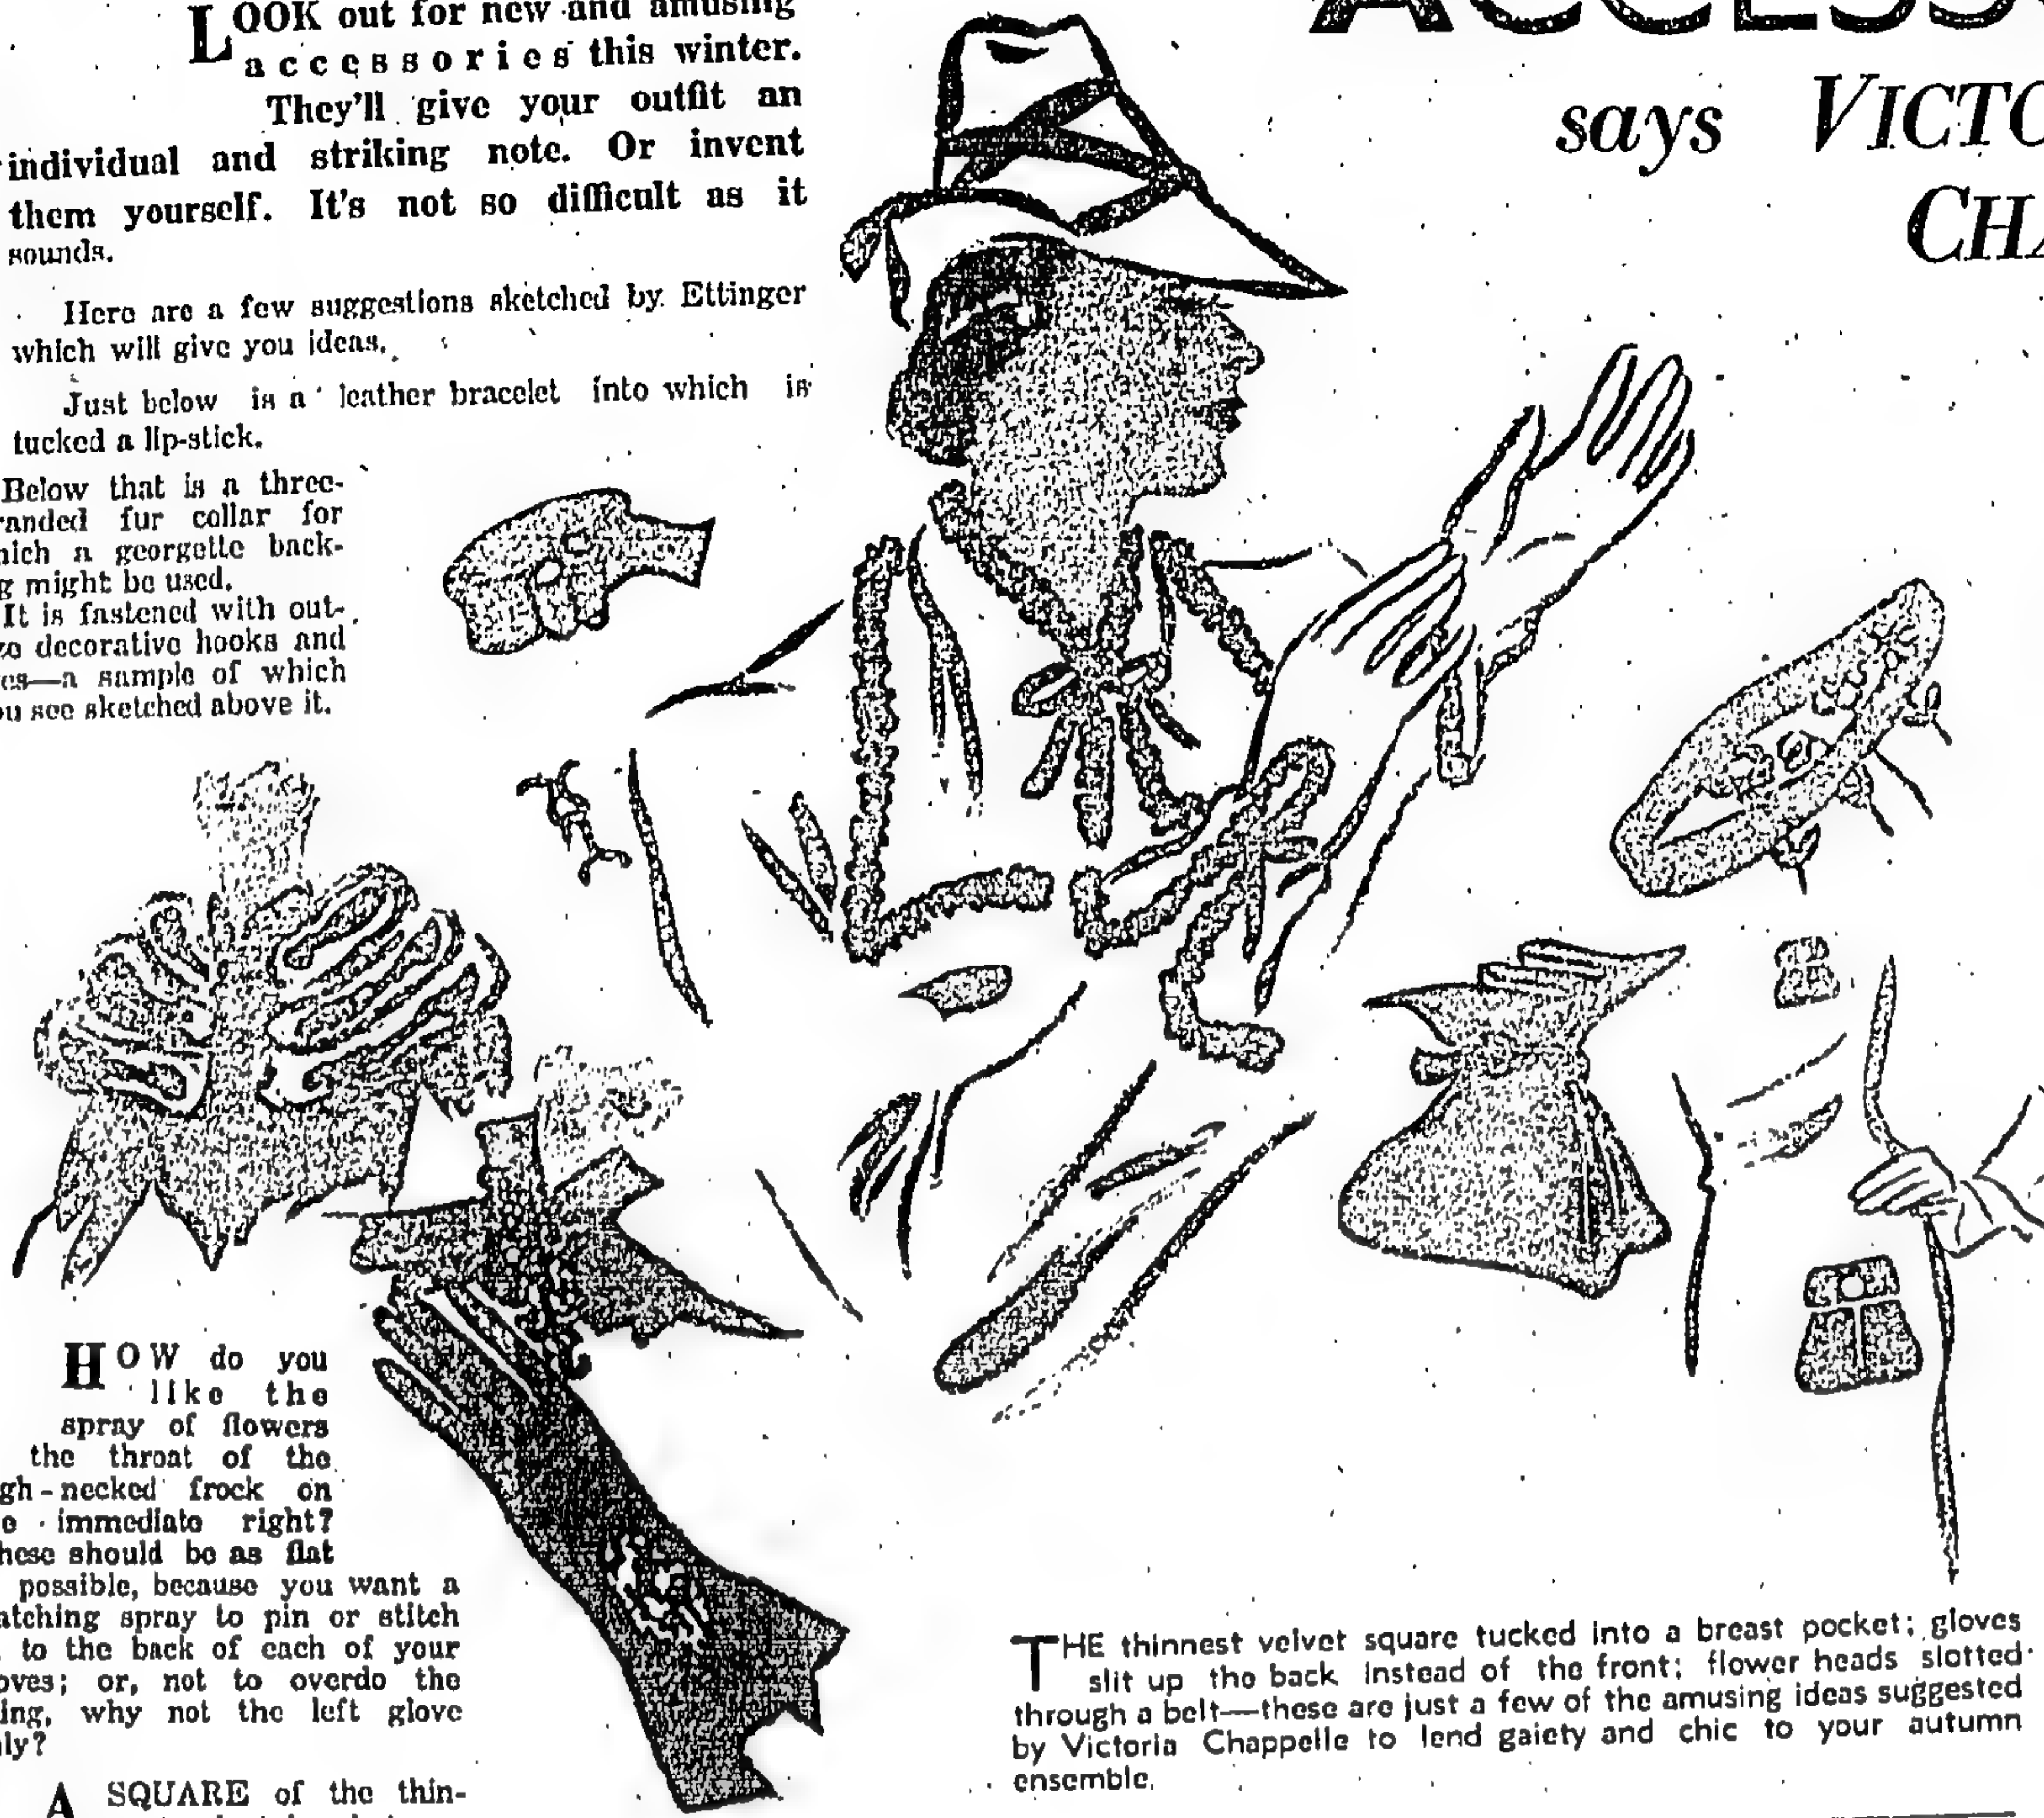 ACCESS
says VICTO
CHA
LOOK out for new and amusing
accessories this winter.
They'll give your outfit an
individual and striking note. Or invent
them yourself. It's not so difficult as it
sounds.
Here are a few suggestions sketched by Ettinger
which will give you ideas.
Just below is a leather bracelet into which is
tucked a lip-stick.
Below that is a three-
randed fur collar for
hich a georgette back-
g might be used.
It is fastened with out-
ze decorative hooks and
es—a sample of which
ou see sketched above it.
HOW do you
like the
spray of flowers
the throat of the
gh-necked frock on
e immediate right?
hese should be as flat
possible, because you want a
atching spray to pin or stitch
to the back of each of your
oves; or, not to overdo the
ing, why not the left glove
ly?
A SQUARE of the thin-
THE thinnest velvet square tucked into a breast pocket; gloves
slit up the back instead of the front; flower heads slotted
through a belt—these are just a few of the amusing ideas suggested
by Victoria Chappelle to lend gaiety and chic to your autumn
ensemble.